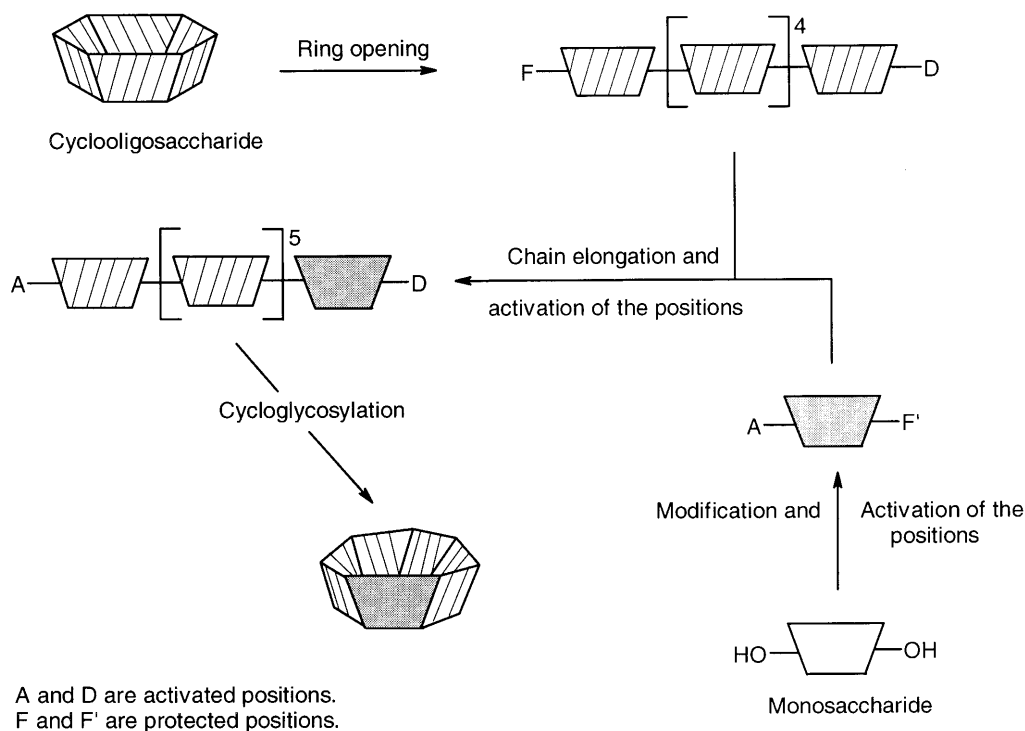 Ring opening
4
F
D
Cyclooligosaccharide
5
A
D
Chain elongation and
activation of the positions
Cycloglycosylation
A
F'
Modification and
Activation of the
positions
HO
OH
Monosaccharide
A and D are activated positions.
F and F' are protected positions.